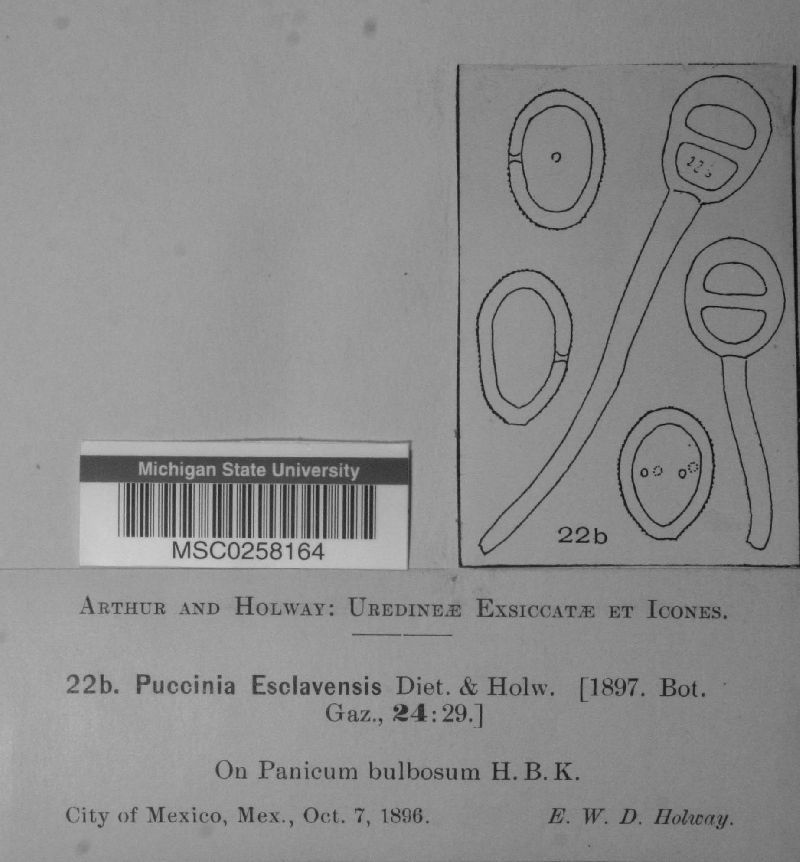 22b
22b
Michigan State University
MSC0258164
ARTHUR AND HOLWAY: UREDINEÆ EXSICCATÆ ET ICONES.
22b. Puccinia Esclavensis Diet. & Holw. [1897. Bot.
Gaz., 24:29.]
On Panicum bulbosum H. B. K.
City of Mexico, Mex., Oct. 7, 1896. E. W. D. Holway.